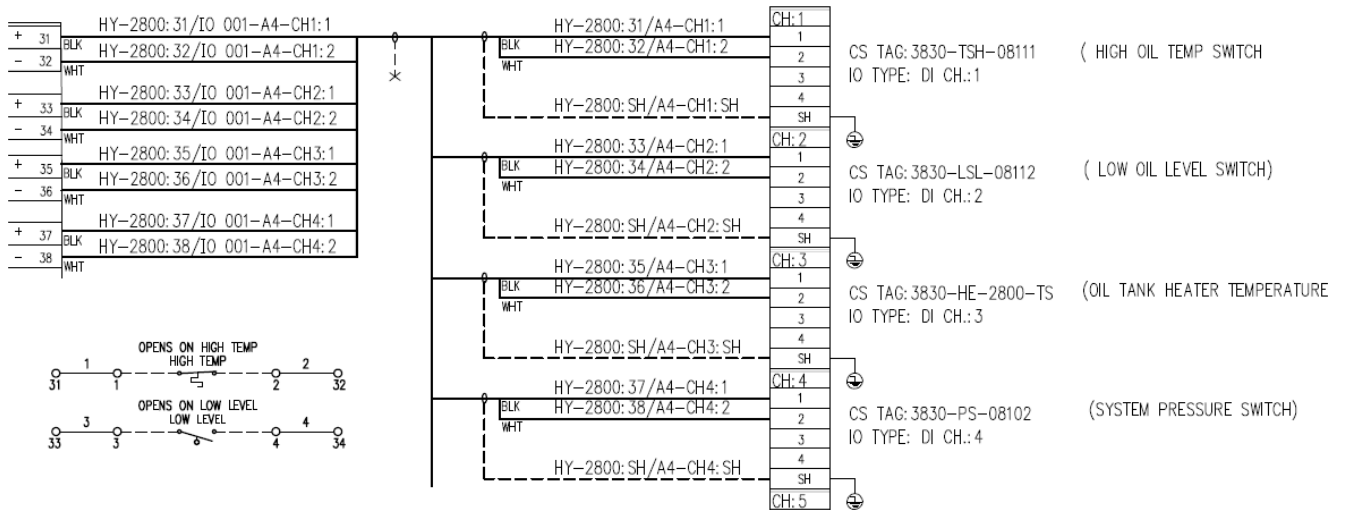 + 31 BLK HY-2800:31/IO 001-A4-CH1:1
- 32 WHT HY-2800:32/IO 001-A4-CH1:2
+ 33 BLK HY-2800:33/IO 001-A4-CH2:1
- 34 WHT HY-2800:34/IO 001-A4-CH2:2
+ 35 BLK HY-2800:35/IO 001-A4-CH3:1
- 36 WHT HY-2800:36/IO 001-A4-CH3:2
+ 37 BLK HY-2800:37/IO 001-A4-CH4:1
- 38 WHT HY-2800:38/IO 001-A4-CH4:2
OPENS ON HIGH TEMP
HIGH TEMP
1 2
31 1 2 32
OPENS ON LOW LEVEL
LOW LEVEL
3 4
33 3 4 34
CH:1
HY-2800:31/A4-CH1:1 1
BLK HY-2800:32/A4-CH1:2 2
WHT 3
4
HY-2800:SH/A4-CH1:SH SH
CS TAG:3830-TSH-08111 ( HIGH OIL TEMP SWITCH
IO TYPE: DI CH.:1
CH:2
HY-2800:33/A4-CH2:1 1
BLK HY-2800:34/A4-CH2:2 2
WHT 3
4
HY-2800:SH/A4-CH2:SH SH
CS TAG:3830-LSL-08112 ( LOW OIL LEVEL SWITCH)
IO TYPE: DI CH.:2
CH:3
HY-2800:35/A4-CH3:1 1
BLK HY-2800:36/A4-CH3:2 2
WHT 3
4
HY-2800:SH/A4-CH3:SH SH
CS TAG:3830-HE-2800-TS (OIL TANK HEATER TEMPERATURE
IO TYPE: DI CH.:3
CH:4
HY-2800:37/A4-CH4:1 1
BLK HY-2800:38/A4-CH4:2 2
WHT 3
4
HY-2800:SH/A4-CH4:SH SH
CS TAG:3830-PS-08102 (SYSTEM PRESSURE SWITCH)
IO TYPE: DI CH.:4
CH:5